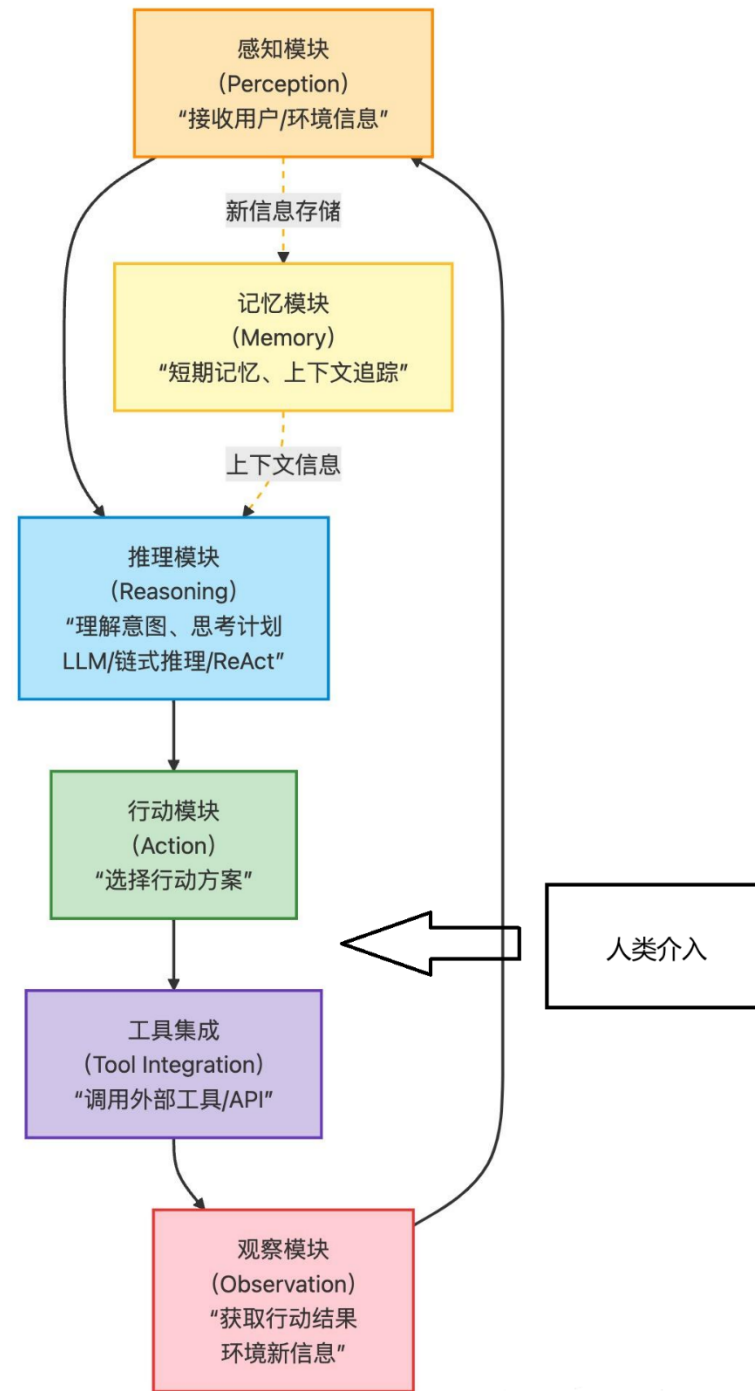 感知模块
(Perception)
“接收用户/环境信息”
新信息存储
记忆模块
(Memory)
“短期记忆、上下文追踪”
上下文信息
推理模块
(Reasoning)
“理解意图、思考计划
LLM/链式推理/ReAct”
行动模块
(Action)
“选择行动方案”
人类介入
工具集成
(Tool Integration)
“调用外部工具/API”
观察模块
(Observation)
“获取行动结果
环境新信息”